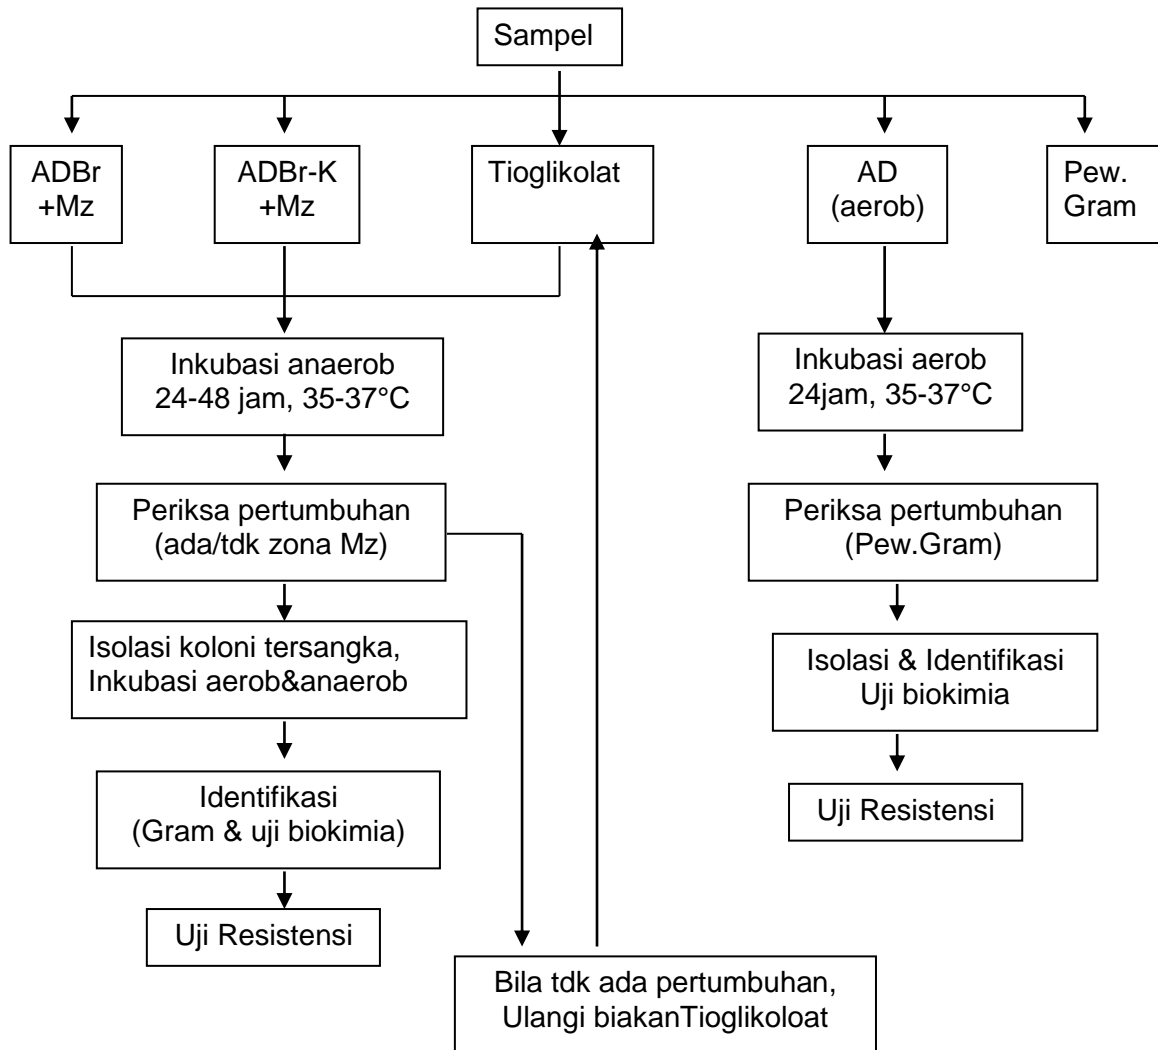 Sampel
ADBr
+Mz
ADBr-K
+Mz
Tioglikolat
AD
(aerob)
Pew.
Gram
Inkubasi anaerob
24-48 jam, 35-37°C
Inkubasi aerob
24jam, 35-37°C
Periksa pertumbuhan
(ada/tdk zona Mz)
Periksa pertumbuhan
(Pew.Gram)
Isolasi koloni tersangka,
Inkubasi aerob&anaerob
Isolasi & Identifikasi
Uji biokimia
Identifikasi
(Gram & uji biokimia)
Uji Resistensi
Uji Resistensi
Bila tdk ada pertumbuhan,
Ulangi biakanTioglikoloat